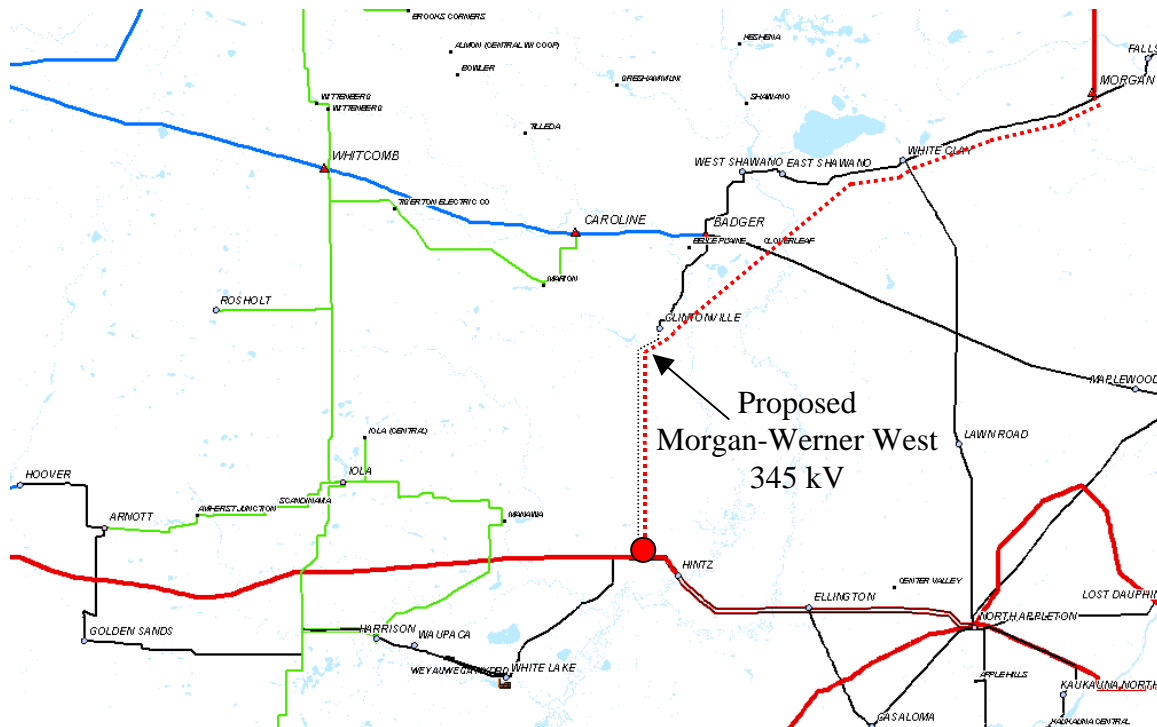 BROOKS CORNERS
ALMON (CENTRAL WI COOP)
KESHENA
FALLS
BOWLER
GRESHAM MUNI
MORGAN
WITTENBERG
WITTENBERG
SHAWANO
TILLEDA
WHITCOMB
WHITE CLAY
WEST SHAWANO
EAST SHAWANO
TIGERTON ELECTRIC CO
CAROLINE
BADGER
BELLE PLAINE
CLOVERLEAF
MARION
ROSHOLT
CLINTONVILLE
MAPLEWOOD
Proposed
Morgan-Werner West
345 kV
IOLA (CENTRAL)
LAWN ROAD
HOOVER
IOLA
SCANDINAVIA
AMHERST JUNCTION
ARNOTT
MANAWA
HINTZ
CENTER VALLEY
ELLINGTON
LOST DAUPHIN
NORTH APPLETON
GOLDEN SANDS
HARRISON
WAUPACA
WHITE LAKE
APPLE HILLS
KAUKAUNA NORTH
CASALOMA
KAUKAUNA CENTRAL